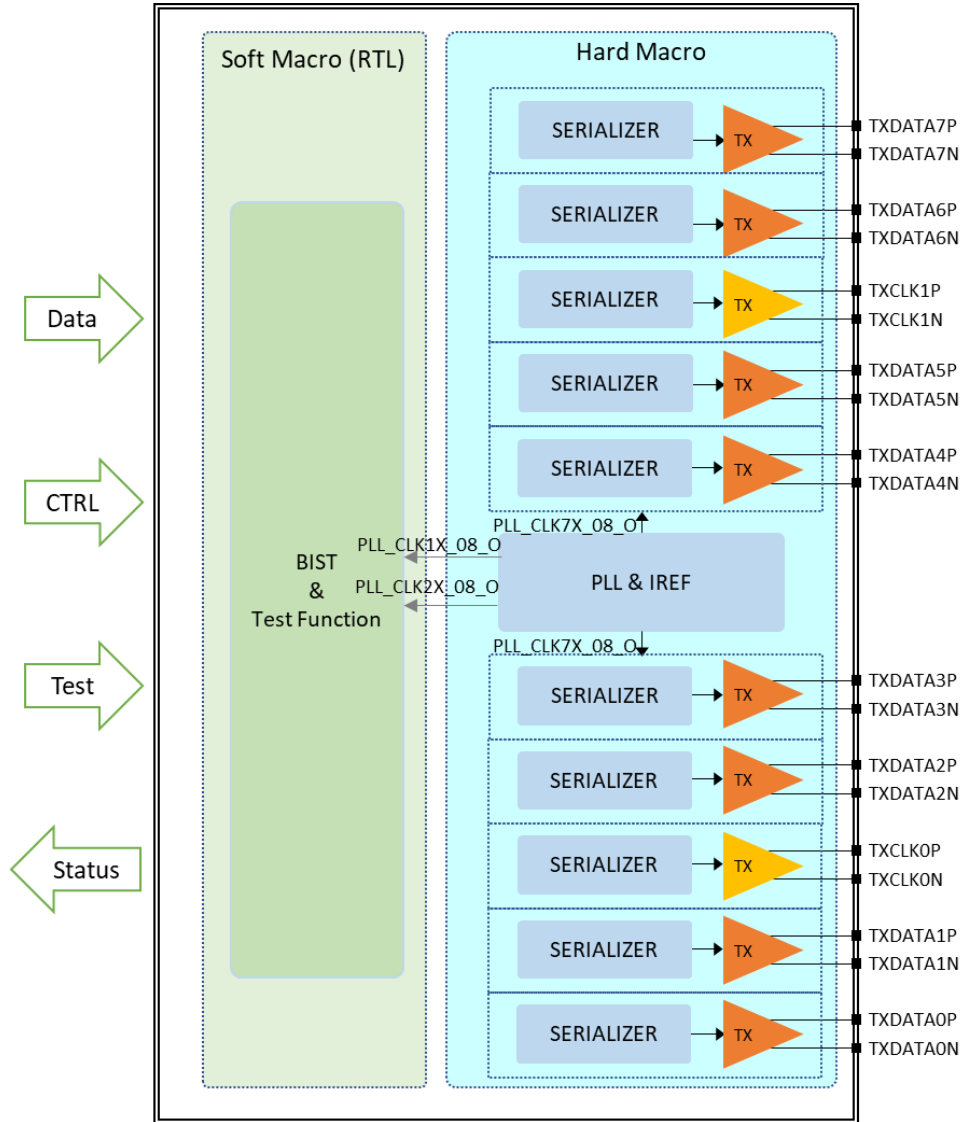 Soft Macro (RTL)
Hard Macro
SERIALIZER
TX
TXDATA7P
TXDATA7N
SERIALIZER
TX
TXDATA6P
TXDATA6N
SERIALIZER
TX
TXCLK1P
TXCLK1N
Data
SERIALIZER
TX
TXDATA5P
TXDATA5N
SERIALIZER
TX
TXDATA4P
TXDATA4N
CTRL
PLL_CLK7X_08_O
PLL_CLK1X_08_O
PLL_CLK2X_08_O
PLL & IREF
BIST
&
Test Function
PLL_CLK7X_08_O
Test
SERIALIZER
TX
TXDATA3P
TXDATA3N
SERIALIZER
TX
TXDATA2P
TXDATA2N
Status
SERIALIZER
TX
TXCLK0P
TXCLK0N
SERIALIZER
TX
TXDATA1P
TXDATA1N
SERIALIZER
TX
TXDATA0P
TXDATA0N